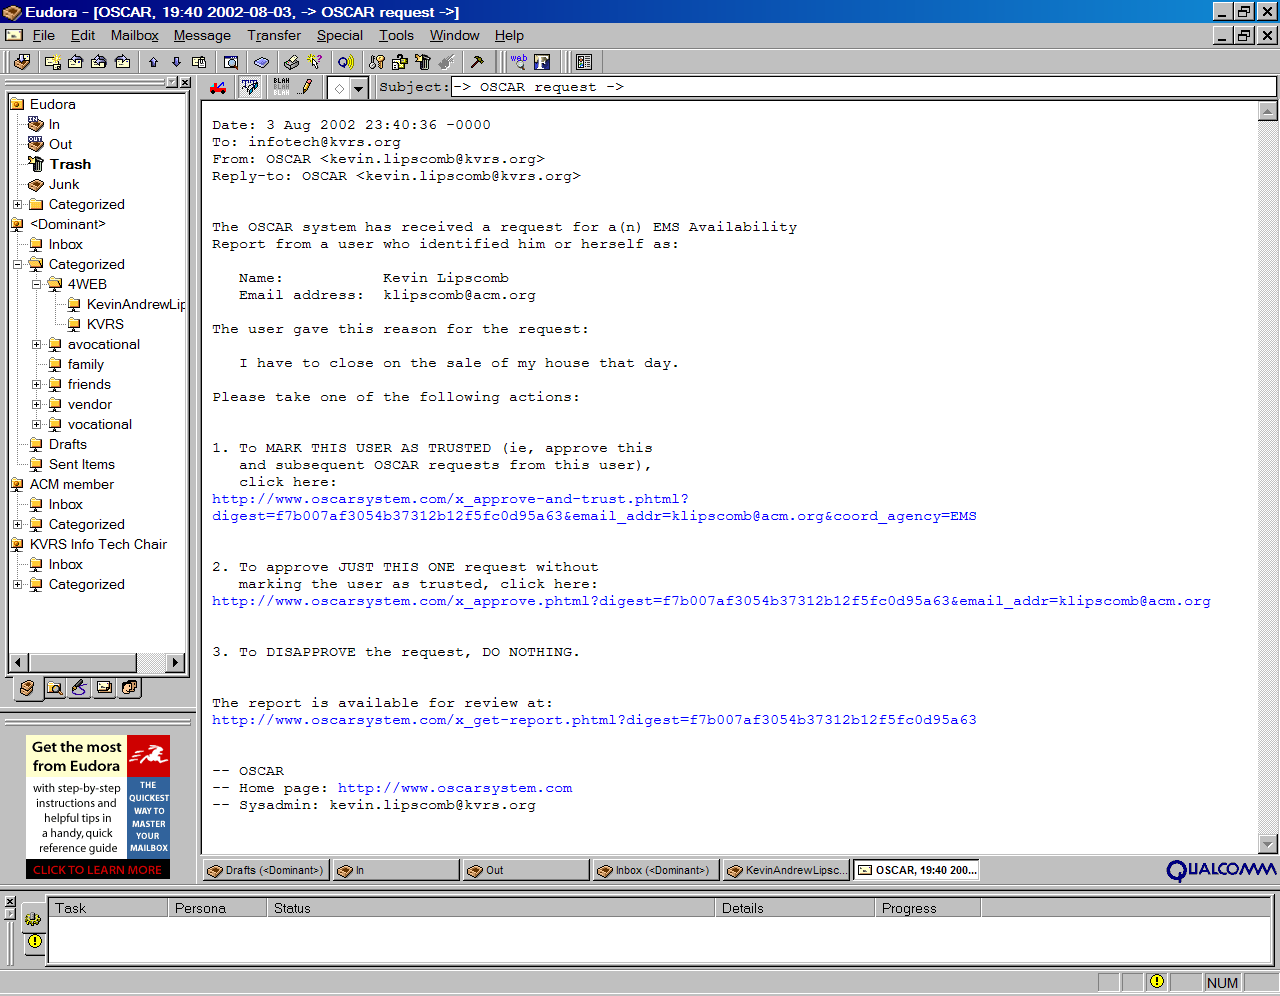 Eudora - [OSCAR, 19:40 2002-08-03, -> OSCAR request ->]
File Edit Mailbox Message Transfer Special Tools Window Help
Subject: -> OSCAR request ->
Eudora
In
Out
Trash
Junk
Categorized
<Dominant>
Inbox
Categorized
4WEB
KevinAndrewLip
KVRS
avocational
family
friends
vendor
vocational
Drafts
Sent Items
ACM member
Inbox
Categorized
KVRS Info Tech Chair
Inbox
Categorized
Get the most
from Eudora
with step-by-step
instructions and
helpful tips in
a handy, quick
reference guide
THE
QUICKEST
WAY TO
MASTER
YOUR
MAILBOX
CLICK TO LEARN MORE
Date: 3 Aug 2002 23:40:36 -0000
To: infotech@kvrs.org
From: OSCAR <kevin.lipscomb@kvrs.org>
Reply-to: OSCAR <kevin.lipscomb@kvrs.org>
The OSCAR system has received a request for a(n) EMS Availability
Report from a user who identified him or herself as:
Name: Kevin Lipscomb
Email address: klipscomb@acm.org
The user gave this reason for the request:
I have to close on the sale of my house that day.
Please take one of the following actions:
1. To MARK THIS USER AS TRUSTED (ie, approve this
and subsequent OSCAR requests from this user),
click here:
http://www.oscarsystem.com/x_approve-and-trust.phtml?
digest=f7b007af3054b37312b12f5fc0d95a63&email_addr=klipscomb@acm.org&coord_agency=EMS
2. To approve JUST THIS ONE request without
marking the user as trusted, click here:
http://www.oscarsystem.com/x_approve.phtml?digest=f7b007af3054b37312b12f5fc0d95a63&email_addr=klipscomb@acm.org
3. To DISAPPROVE the request, DO NOTHING.
The report is available for review at:
http://www.oscarsystem.com/x_get-report.phtml?digest=f7b007af3054b37312b12f5fc0d95a63
-- OSCAR
-- Home page: http://www.oscarsystem.com
-- Sysadmin: kevin.lipscomb@kvrs.org
Drafts (<Dominant>) In Out Inbox (<Dominant>) KevinAndrewLipsc... OSCAR, 19:40 200... QUALCOMM
Task Persona Status Details Progress
NUM